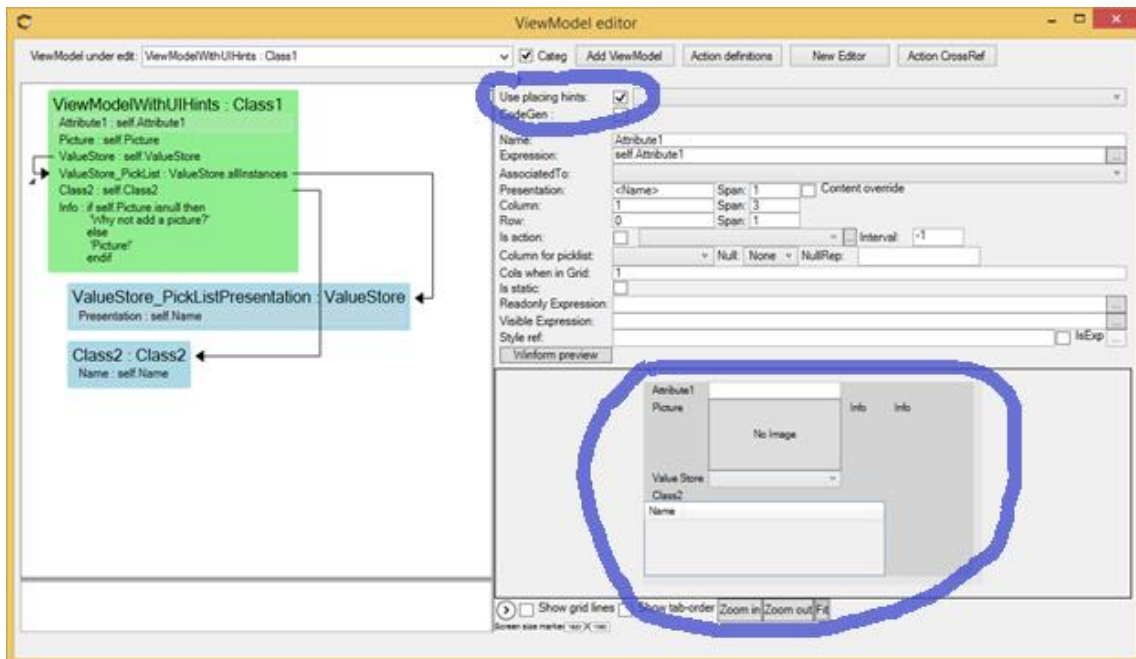 ViewModel editor
ViewModel under edit: ViewModelWithUIHints : Class1
Categ
Add ViewModel
Action definitions
New Editor
Action CrossRef
ViewModelWithUIHints : Class1
Attribute1 : self.Attribute1
Picture : self.Picture
ValueStore : self.ValueStore
ValueStore_PickList : ValueStore.allInstances
Class2 : self.Class2
Info : if self.Picture isnull then
'Why not add a picture?'
else
'Picture!'
endif
ValueStore_PickListPresentation : ValueStore
Presentation : self.Name
Class2 : Class2
Name : self.Name
Use placing hints:
CodeGen :
Name: Attribute1
Expression: self.Attribute1 ...
AssociatedTo:
Presentation: <Name> Span: 1 Content override
Column: 1 Span: 3
Row: 0 Span: 1
Is action: ... Interval: -1
Column for picklist: Null: None NullRep:
Cols when in Grid: 1
Is static:
Readonly Expression: ...
Visible Expression: ...
Style ref: IsExp ...
Winform preview
Attribute1
Picture No Image Info Info
Value Store
Class2
Name
Show grid lines Show tab-order Zoom in Zoom out Fit
Screen size marker X